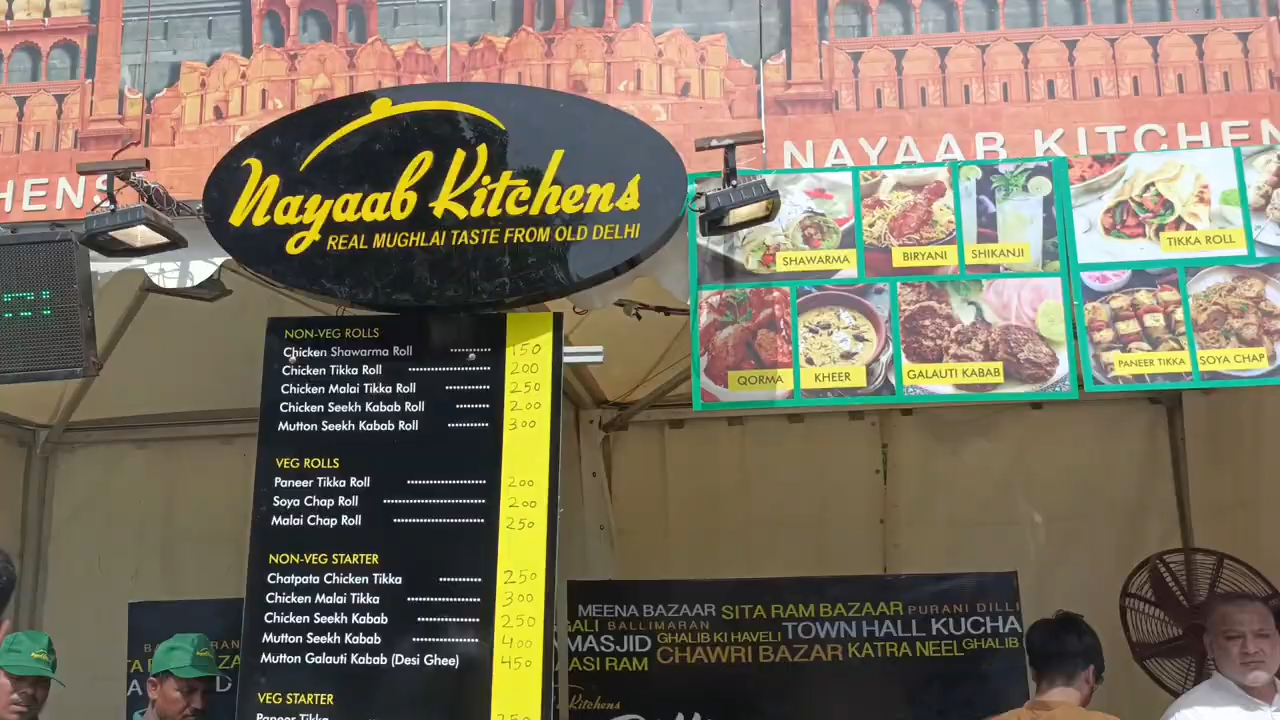 HENS
NAYAAB KITCHEN
Nayaab Kitchens
REAL MUGHLAI TASTE FROM OLD DELHI
SHAWARMA
BIRYANI
SHIKANJI
TIKKA ROLL
QORMA
KHEER
GALAUTI KABAB
PANEER TIKKA
SOYA CHAP
NON-VEG ROLLS
Chicken Shawarma Roll 150
Chicken Tikka Roll 200
Chicken Malai Tikka Roll 250
Chicken Seekh Kabab Roll 200
Mutton Seekh Kabab Roll 300
VEG ROLLS
Paneer Tikka Roll 200
Soya Chap Roll 200
Malai Chap Roll 250
NON-VEG STARTER
Chatpata Chicken Tikka 250
Chicken Malai Tikka 300
Chicken Seekh Kabab 250
Mutton Seekh Kabab 400
Mutton Galauti Kabab (Desi Ghee) 450
VEG STARTER
Paneer Tikka
MEENA BAZAAR SITA RAM BAZAAR PURANI DILLI
GALI BALLIMARAN
MASJID GHALIB KI HAVELI TOWN HALL KUCHA
ASI RAM CHAWRI BAZAR KATRA NEEL GHALIB
Kitchens